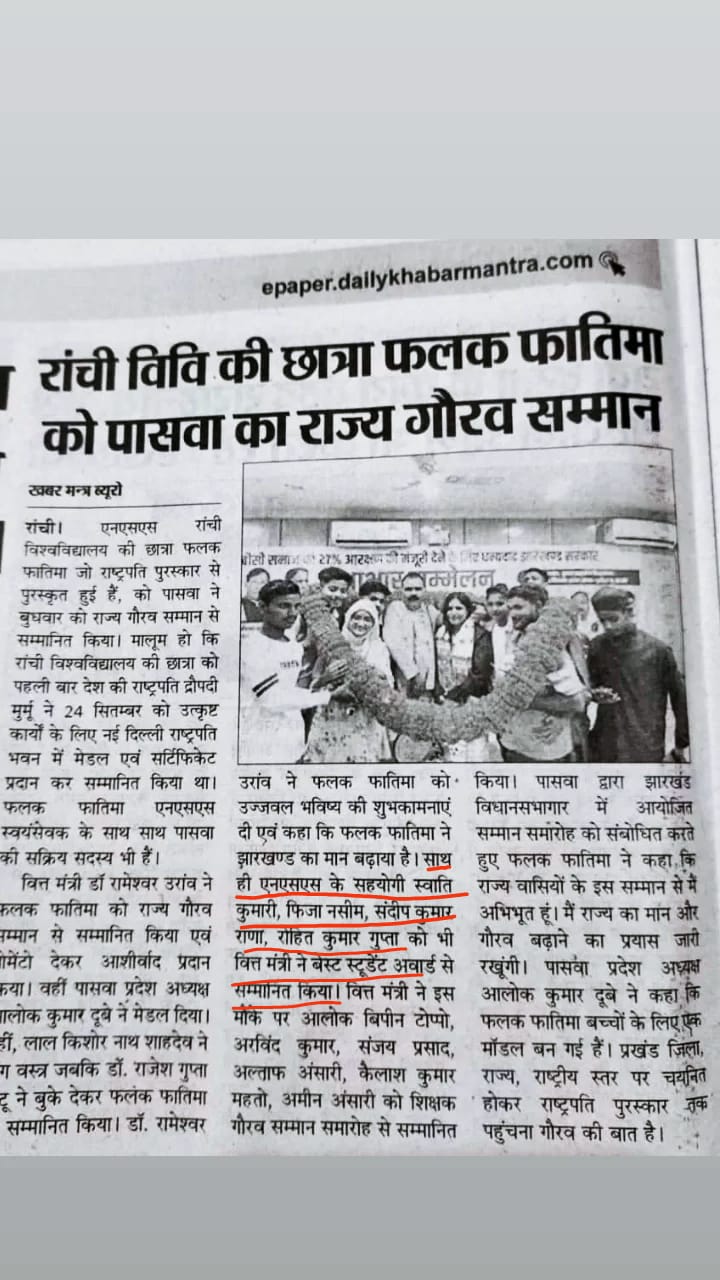 epaper.dailykhabarmantra.com
रांची विवि की छात्रा फलक फातिमा
को पासवा का राज्य गौरव सम्मान
खबर मन्त्र ब्यूरो
रांची। एनएसएस रांची
विश्वविद्यालय की छात्रा फलक
फातिमा जो राष्ट्रपति पुरस्कार से
पुरस्कृत हुई हैं, को पासवा ने
बुधवार को राज्य गौरव सम्मान से
सम्मानित किया। मालूम हो कि
रांची विश्वविद्यालय की छात्रा को
पहली बार देश की राष्ट्रपति द्रौपदी
मुर्मू ने 24 सितम्बर को उत्कृष्ट
कार्यों के लिए नई दिल्ली राष्ट्रपति
भवन में मेडल एवं सर्टिफिकेट
प्रदान कर सम्मानित किया था।
फलक फातिमा एनएसएस
स्वयंसेवक के साथ साथ पासवा
की सक्रिय सदस्य भी हैं।
वित्त मंत्री डॉ रामेश्वर उरांव ने
फलक फातिमा को राज्य गौरव
सम्मान से सम्मानित किया एवं
मोमेंटो देकर आशीर्वाद प्रदान
किया। वहीं पासवा प्रदेश अध्यक्ष
आलोक कुमार दूबे ने मेडल दिया।
लाल किशोर नाथ शाहदेव ने
वस्त्र जबकि डॉ. राजेश गुप्ता
ने बुके देकर फलंक फातिमा
सम्मानित किया। डॉ. रामेश्वर
समाज को 27% आरक्षण की मंजूरी देने के लिए धन्यवाद झारखण्ड सरकार
सम्मेलन
उरांव ने फलक फातिमा को
उज्जवल भविष्य की शुभकामनाएं
दी एवं कहा कि फलक फातिमा ने
झारखण्ड का मान बढ़ाया है। साथ
ही एनएसएस के सहयोगी स्वाति
कुमारी, फिजा नसीम, संदीप कुमार
राणा, रोहित कुमार गुप्ता को भी
वित्त मंत्री ने बेस्ट स्टूडेंट अवार्ड से
सम्मानित किया। वित्त मंत्री ने इस
मौके पर आलोक बिपीन टोप्पो,
अरविंद कुमार, संजय प्रसाद,
अल्ताफ अंसारी, कैलाश कुमार
महतो, अमीन अंसारी को शिक्षक
गौरव सम्मान समारोह से सम्मानित
किया। पासवा द्वारा झारखंड
विधानसभागार में आयोजित
सम्मान समारोह को संबोधित करते
हुए फलक फातिमा ने कहा कि
राज्य वासियों के इस सम्मान से मैं
अभिभूत हूं। मैं राज्य का मान और
गौरव बढ़ाने का प्रयास जारी
रखूंगी। पासवा प्रदेश अध्यक्ष
आलोक कुमार दूबे ने कहा कि
फलक फातिमा बच्चों के लिए एक
मॉडल बन गई हैं। प्रखंड जिला,
राज्य, राष्ट्रीय स्तर पर चयनित
होकर राष्ट्रपति पुरस्कार तक
पहुंचना गौरव की बात है।